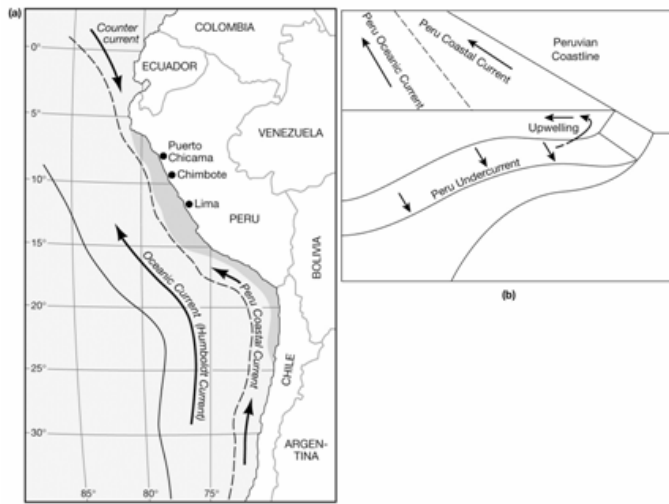 (a)
Counter
current
COLOMBIA
0°
ECUADOR
5°
VENEZUELA
Puerto
Chicama
Chimbote
10°
Lima
PERU
15°
BOLIVIA
Oceanic Current (Humboldt Current)
Peru Coastal Current
20°
25°
CHILE
30°
ARGEN-
TINA
85°
80°
75°
Peru Oceanic Current
Peru Coastal Current
Peruvian
Coastline
Upwelling
Peru Undercurrent
(b)